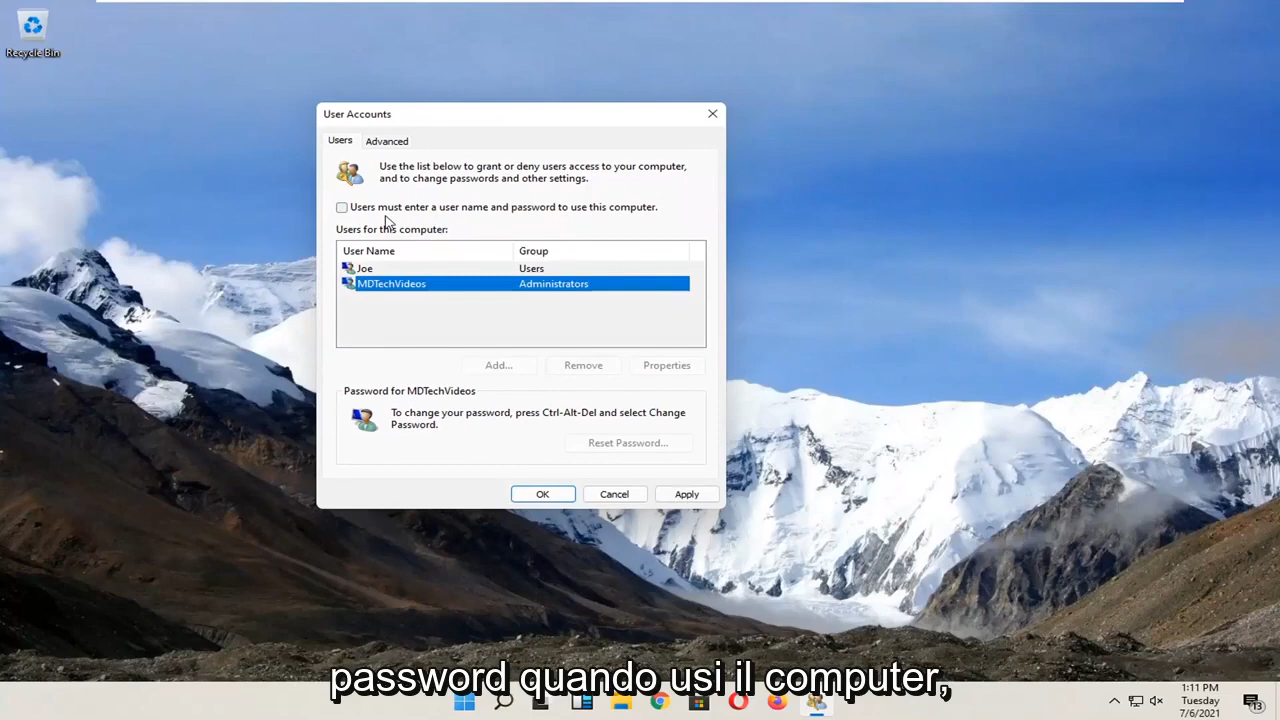 Recycle Bin
User Accounts
Users
Advanced
Use the list below to grant or deny users access to your computer,
and to change passwords and other settings.
Users must enter a user name and password to use this computer.
Users for this computer:
User Name Group
Joe Users
MDTechVideos Administrators
Add... Remove Properties
Password for MDTechVideos
To change your password, press Ctrl-Alt-Del and select Change
Password.
Reset Password...
OK Cancel Apply
password quando usi il computer,
1:11 PM
Tuesday
7/6/2021
13